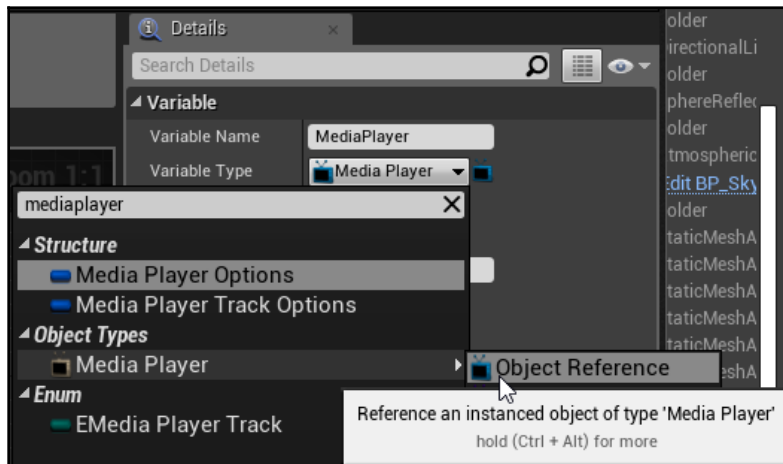 Details
Search Details
Variable
Variable Name MediaPlayer
Variable Type Media Player
mediaplayer
Structure
Media Player Options
Media Player Track Options
Object Types
Media Player
Object Reference
Enum
EMedia Player Track
Reference an instanced object of type 'Media Player'
hold (Ctrl + Alt) for more
oom 1:1
older
irectionalLi
older
phereReflec
older
tmospheric
Edit BP_Sky
older
taticMeshA
taticMeshA
taticMeshA
taticMeshA
taticMeshA
eshA